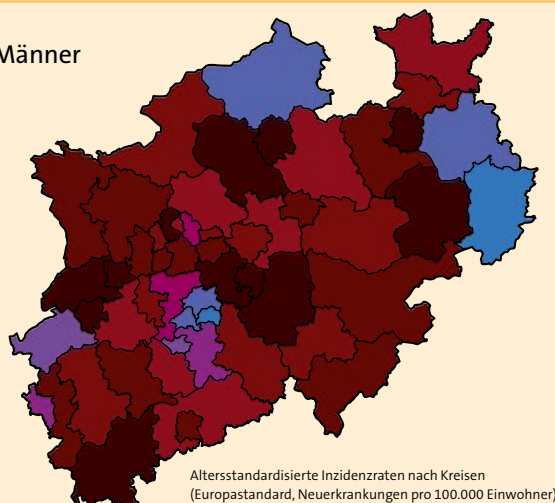 Männer
Altersstandardisierte Inzidenzraten nach Kreisen
(Europastandard, Neuerkrankungen pro 100.000 Einwohner)